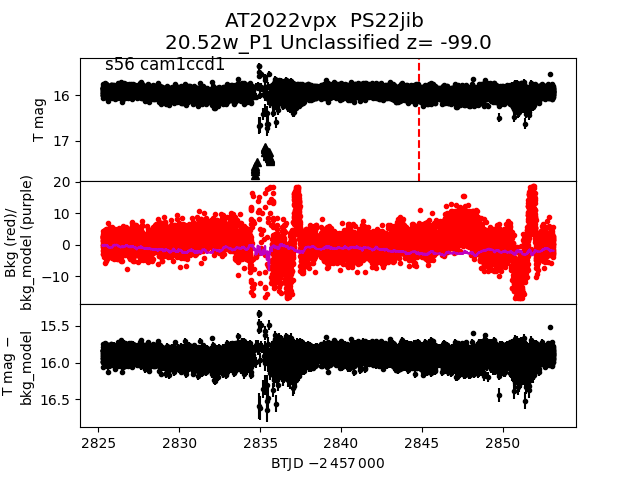 AT2022vpx  PS22jib
20.52w_P1 Unclassified z= -99.0
s56 cam1ccd1
T mag
16
17
Bkg (red)/
bkg_model (purple)
20
10
0
−10
T mag −
bkg_model
15.5
16.0
16.5
2825
2830
2835
2840
2845
2850
BTJD −2 457 000